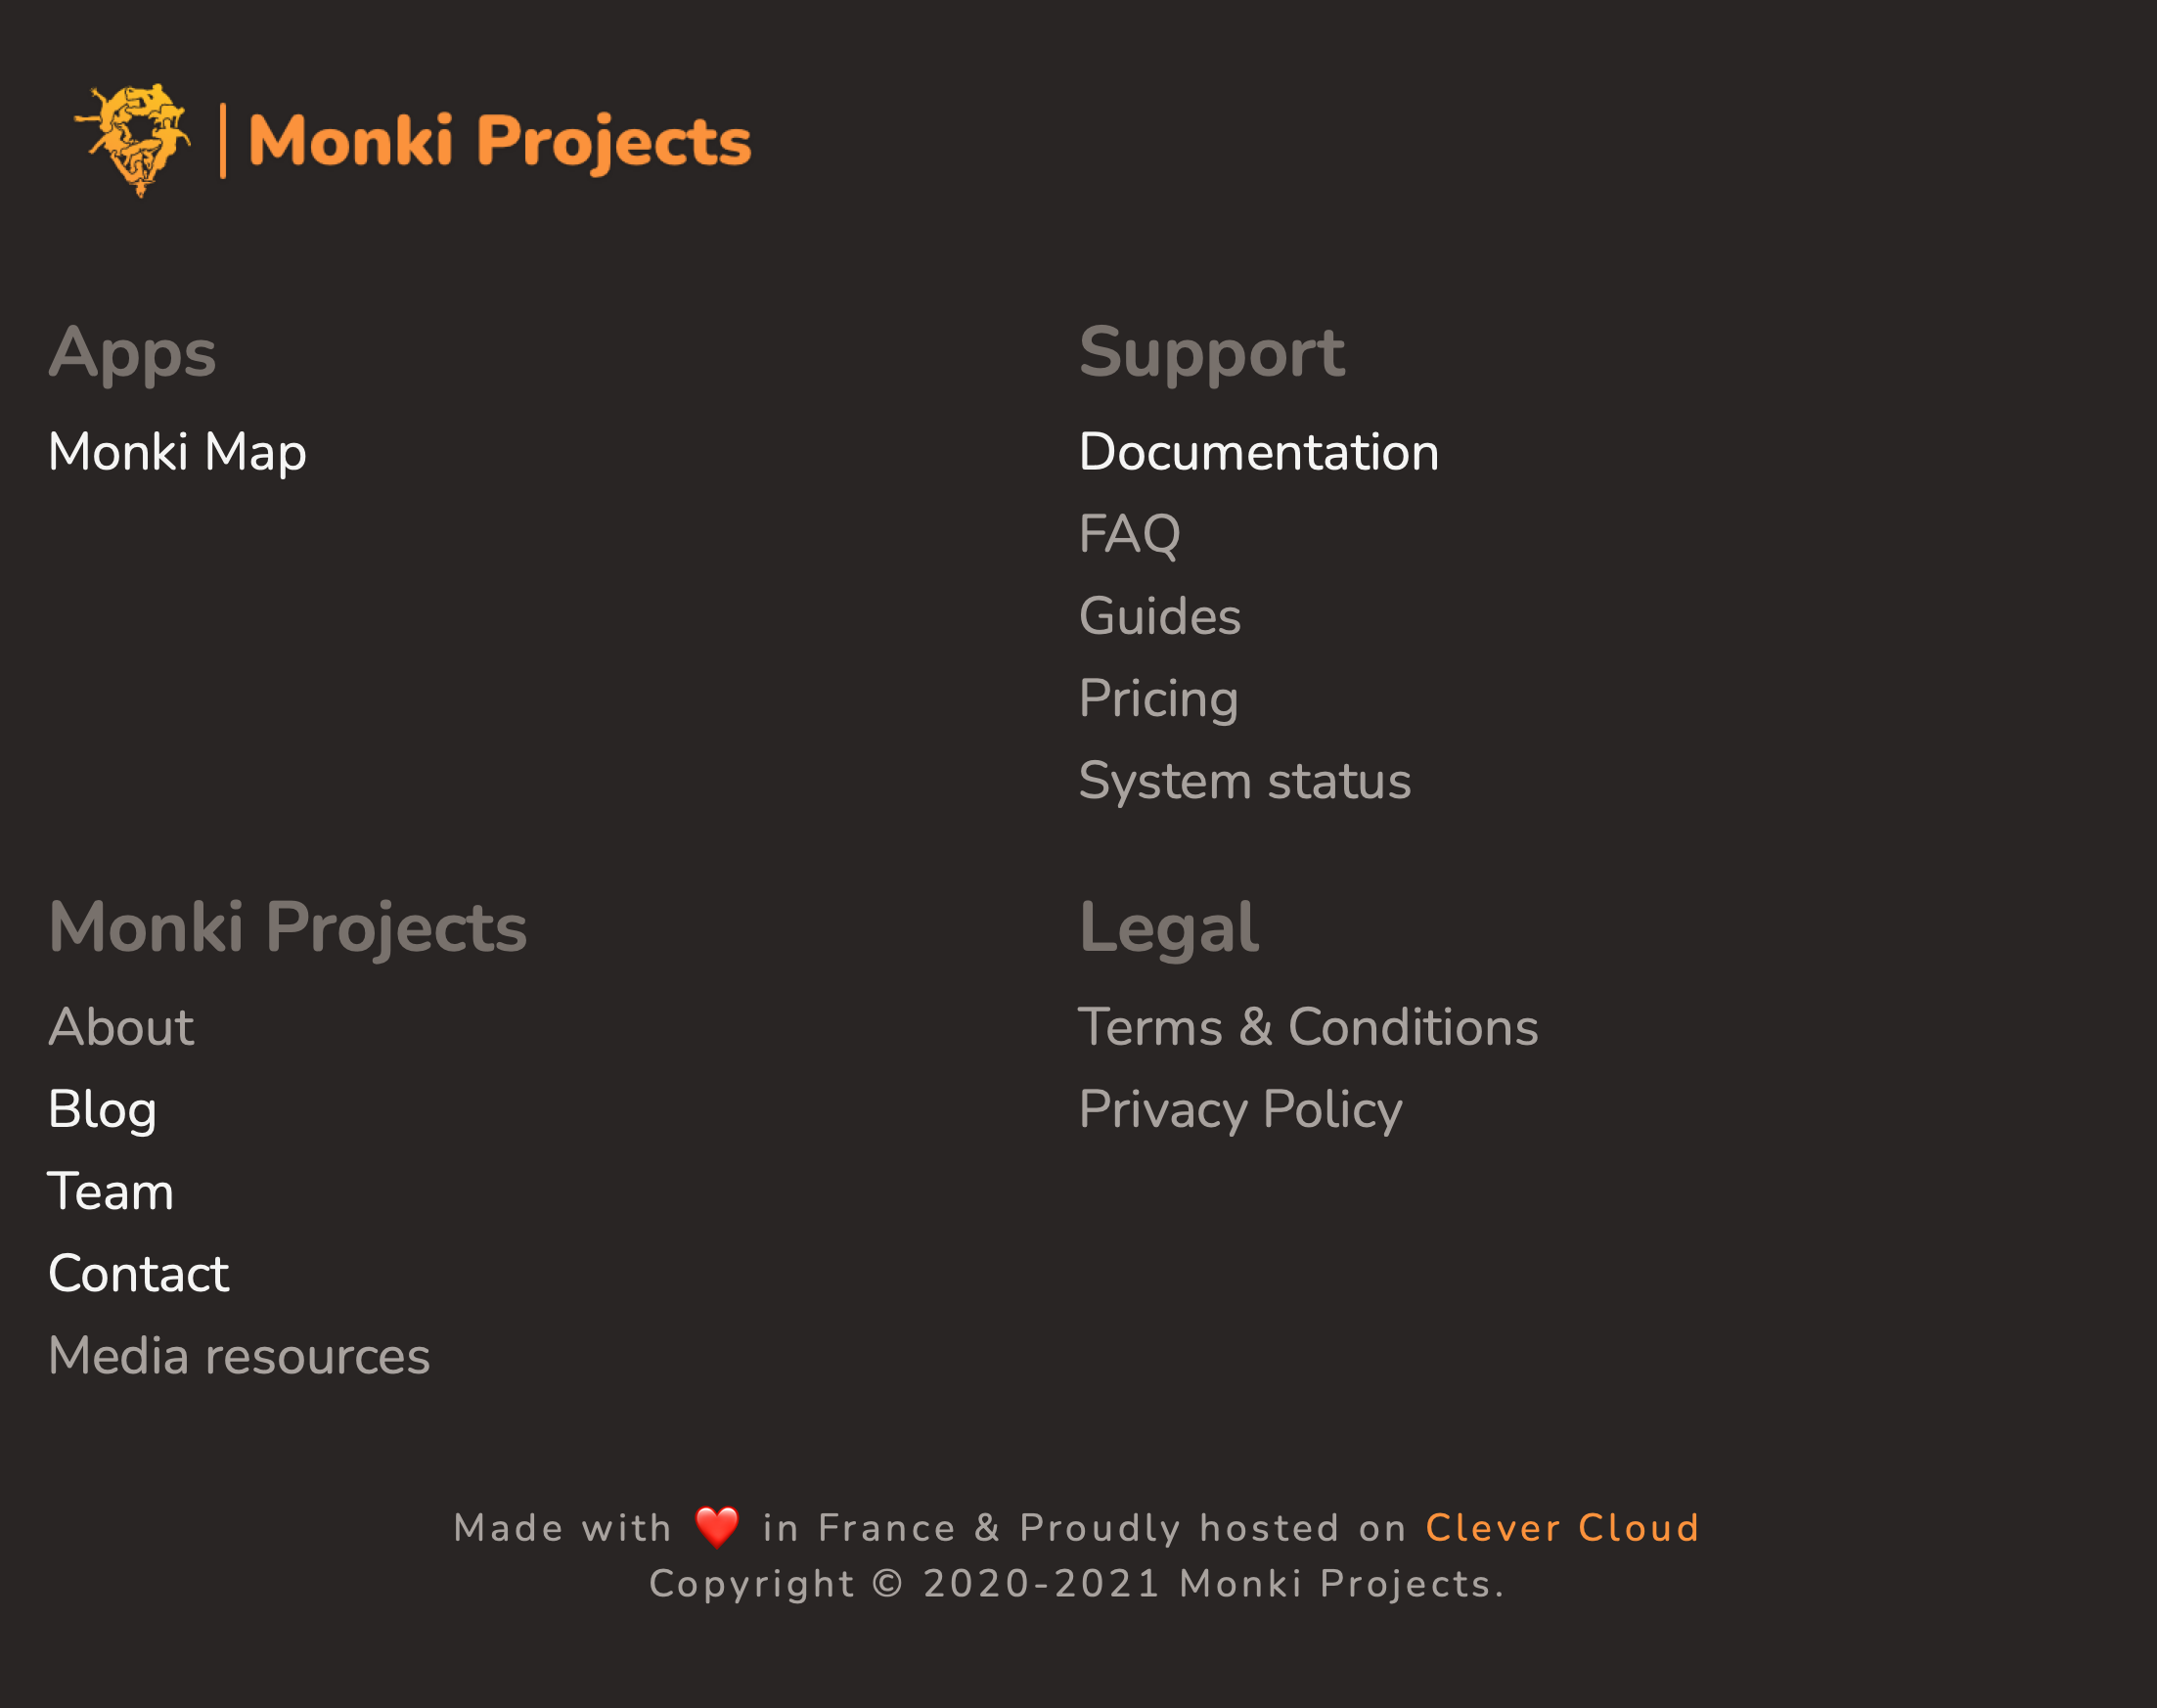 Monki Projects
Apps
Monki Map
Support
Documentation
FAQ
Guides
Pricing
System status
Monki Projects
About
Blog
Team
Contact
Media resources
Legal
Terms & Conditions
Privacy Policy
Made with ❤️ in France & Proudly hosted on Clever Cloud
Copyright © 2020-2021 Monki Projects.